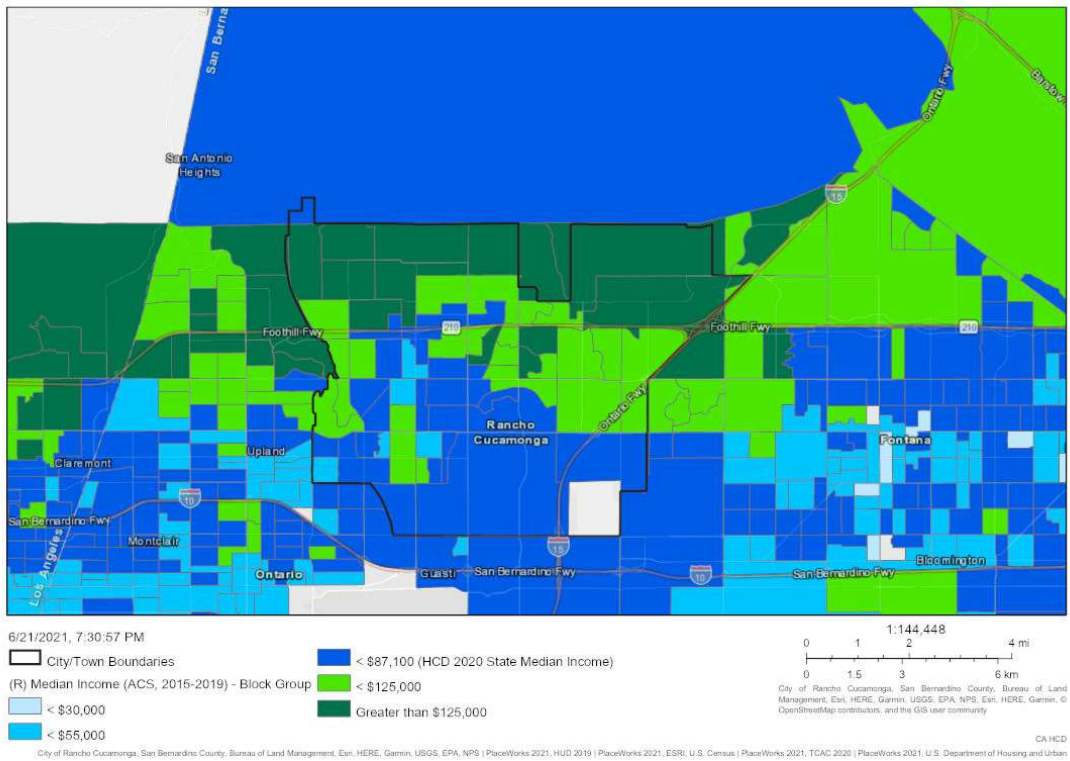 San Berna
San Antonio
Heights
Ontario Fwy
Barstow
15
Foothill Fwy
210
Foothill Fwy
210
Ontario Fwy
Rancho
Cucamonga
Fontana
Upland
Claremont
10
San Bernardino Fwy
Los Angeles
Montclair
Ontario
Guasti
15
San Bernardino Fwy
10
San Bernardino Fwy
Bloomington
6/21/2021, 7:30:57 PM
City/Town Boundaries
(R) Median Income (ACS, 2015-2019) - Block Group
< $30,000
< $55,000
< $87,100 (HCD 2020 State Median Income)
< $125,000
Greater than $125,000
1:144,448
0 1 2 4 mi
0 1.5 3 6 km
City of Rancho Cucamonga, San Bernardino County, Bureau of Land
Management, Esri, HERE, Garmin, USGS, EPA, NPS, Esri, HERE, Garmin, ©
OpenStreetMap contributors, and the GIS user community
CA HCD
City of Rancho Cucamonga, San Bernardino County, Bureau of Land Management, Esri, HERE, Garmin, USGS, EPA, NPS | PlaceWorks 2021, HUD 2019 | PlaceWorks 2021, ESRI, U.S. Census | PlaceWorks 2021, TCAC 2020 | PlaceWorks 2021, U.S. Department of Housing and Urban